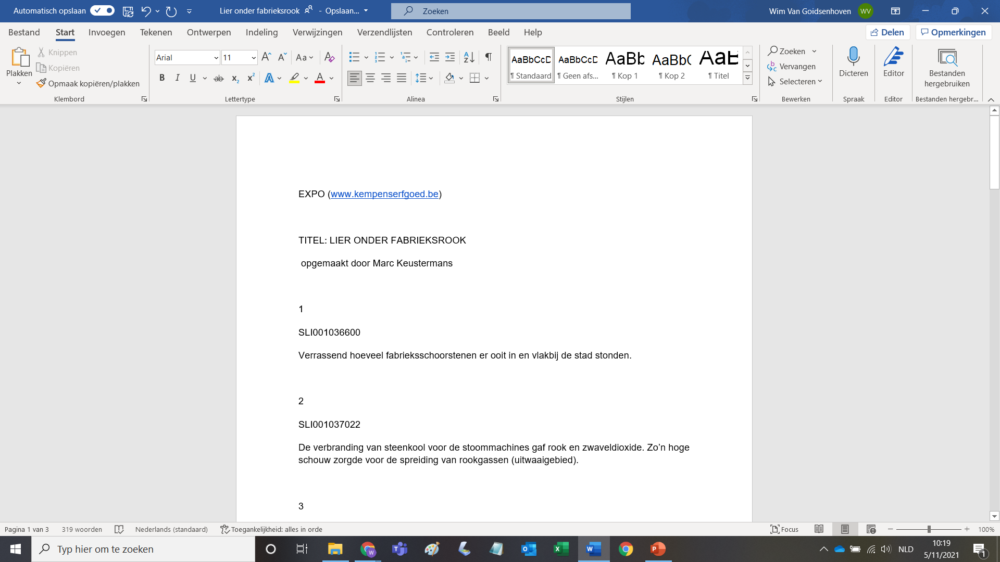 Automatisch opslaan
Lier onder fabrieksrook - Opslaan...
Zoeken
Wim Van Goidsenhoven WV
Bestand Start Invoegen Tekenen Ontwerpen Indeling Verwijzingen Verzendlijsten Controleren Beeld Help Delen Opmerkingen
Plakken
Knippen
Kopiëren
Opmaak kopiëren/plakken
Klembord
Arial 11
Lettertype
Alinea
AaBbCcD AaBbCcD AaBb AaBbC AaB
¶ Standaard ¶ Geen afs... ¶ Kop 1 ¶ Kop 2 ¶ Titel
Stijlen
Zoeken
Vervangen
Selecteren
Bewerken
Dicteren
Spraak
Editor
Editor
Bestanden
hergebruiken
Bestanden hergebr...
EXPO (www.kempenserfgoed.be)
TITEL: LIER ONDER FABRIEKSROOK
opgemaakt door Marc Keustermans
1
SLI001036600
Verrassend hoeveel fabrieksschoorstenen er ooit in en vlakbij de stad stonden.
2
SLI001037022
De verbranding van steenkool voor de stoommachines gaf rook en zwaveldioxide. Zo’n hoge
schouw zorgde voor de spreiding van rookgassen (uitwaaigebied).
3
Pagina 1 van 3 319 woorden Nederlands (standaard) Toegankelijkheid: alles in orde Focus 100%
Typ hier om te zoeken
NLD
10:19
5/11/2021
1